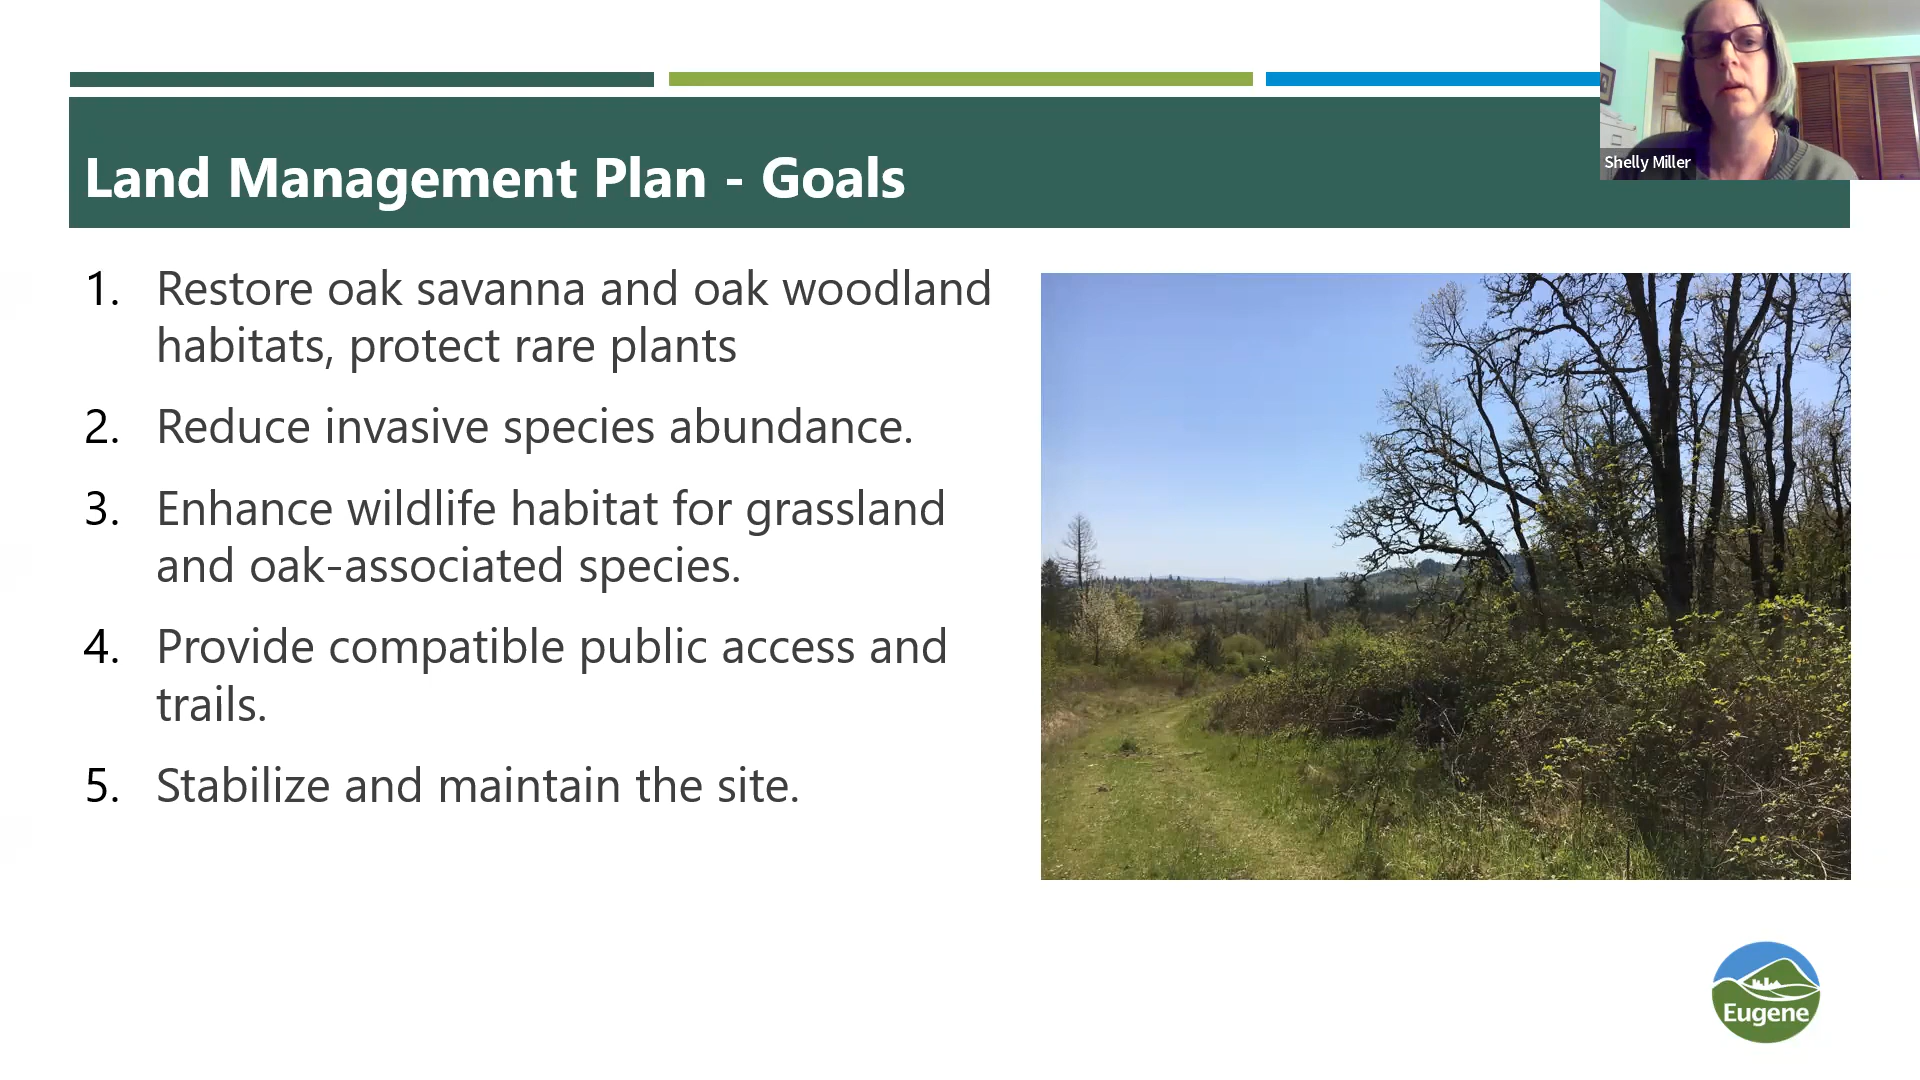 Shelly Miller
Land Management Plan - Goals
1. Restore oak savanna and oak woodland
habitats, protect rare plants
2. Reduce invasive species abundance.
3. Enhance wildlife habitat for grassland
and oak-associated species.
4. Provide compatible public access and
trails.
5. Stabilize and maintain the site.
Eugene